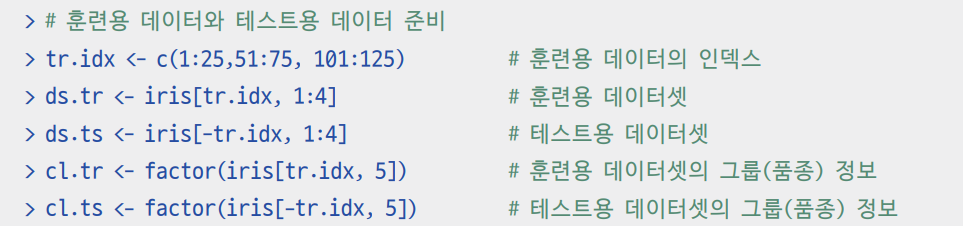 > # 훈련용 데이터와 테스트용 데이터 준비
> tr.idx <- c(1:25,51:75, 101:125) # 훈련용 데이터의 인덱스
> ds.tr <- iris[tr.idx, 1:4] # 훈련용 데이터셋
> ds.ts <- iris[-tr.idx, 1:4] # 테스트용 데이터셋
> cl.tr <- factor(iris[tr.idx, 5]) # 훈련용 데이터셋의 그룹(품종) 정보
> cl.ts <- factor(iris[-tr.idx, 5]) # 테스트용 데이터셋의 그룹(품종) 정보